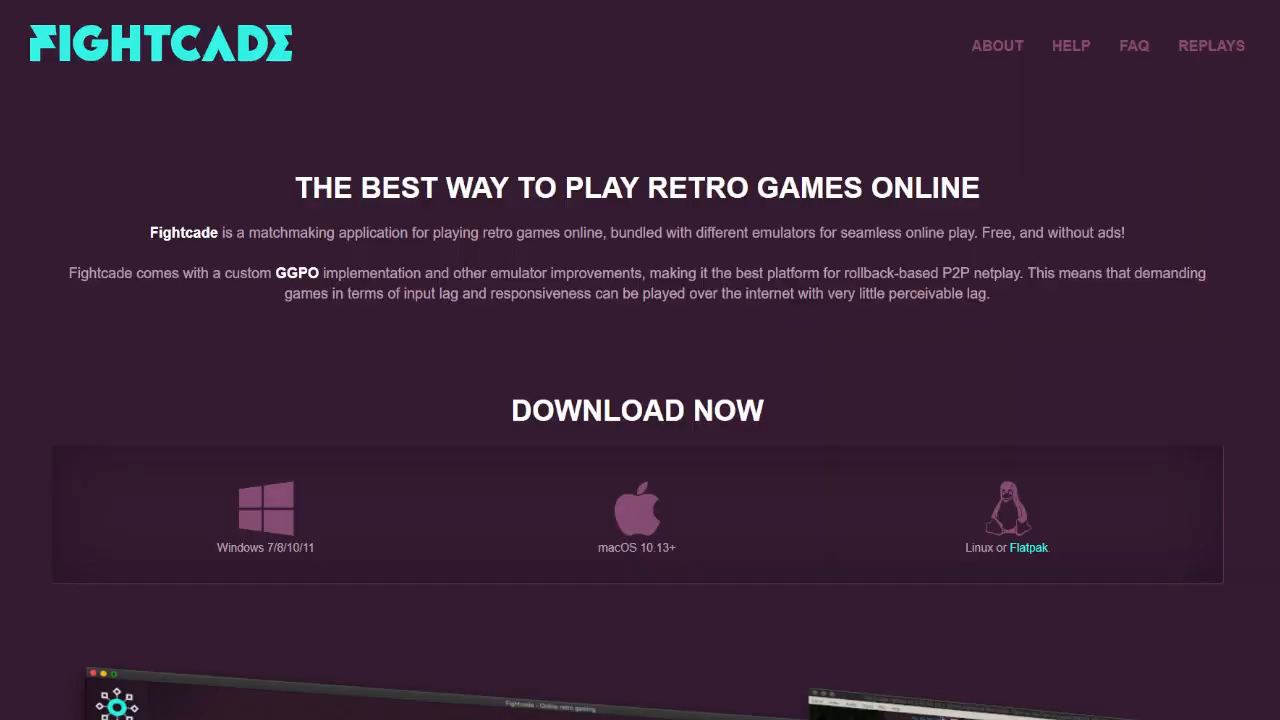 FIGHTCADE
ABOUT HELP FAQ REPLAYS
THE BEST WAY TO PLAY RETRO GAMES ONLINE
Fightcade is a matchmaking application for playing retro games online, bundled with different emulators for seamless online play. Free, and without ads!
Fightcade comes with a custom GGPO implementation and other emulator improvements, making it the best platform for rollback-based P2P netplay. This means that demanding
games in terms of input lag and responsiveness can be played over the internet with very little perceivable lag.
DOWNLOAD NOW
Windows 7/8/10/11
macOS 10.13+
Linux or Flatpak
Fightcade - Online retro gaming